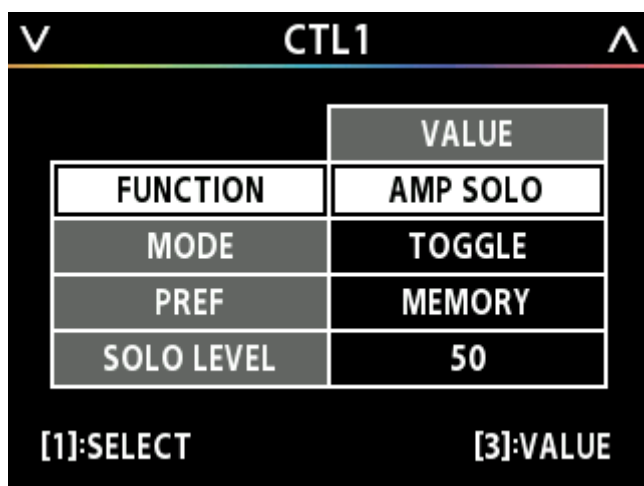 CTL1
VALUE
FUNCTION AMP SOLO
MODE TOGGLE
PREF MEMORY
SOLO LEVEL 50
[1]:SELECT [3]:VALUE